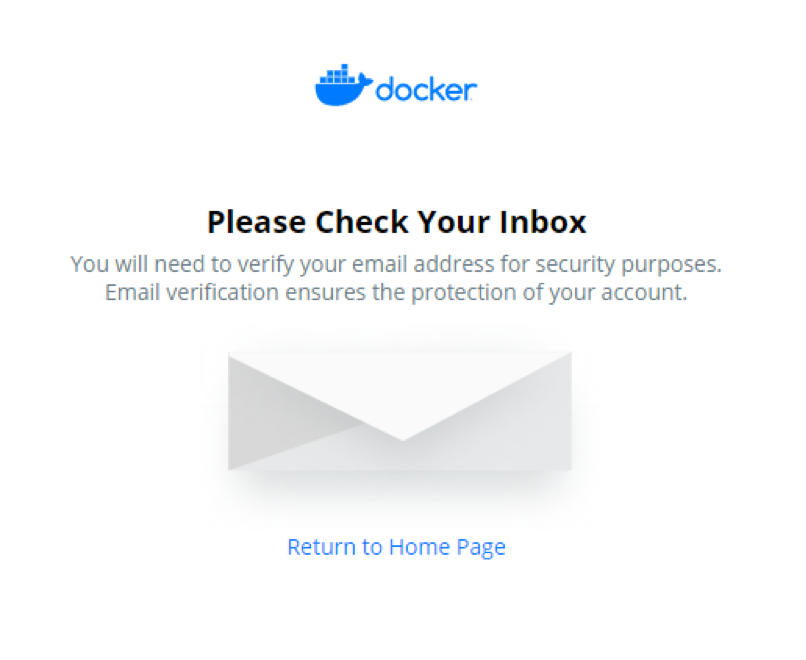 docker
Please Check Your Inbox
You will need to verify your email address for security purposes.
Email verification ensures the protection of your account.
Return to Home Page